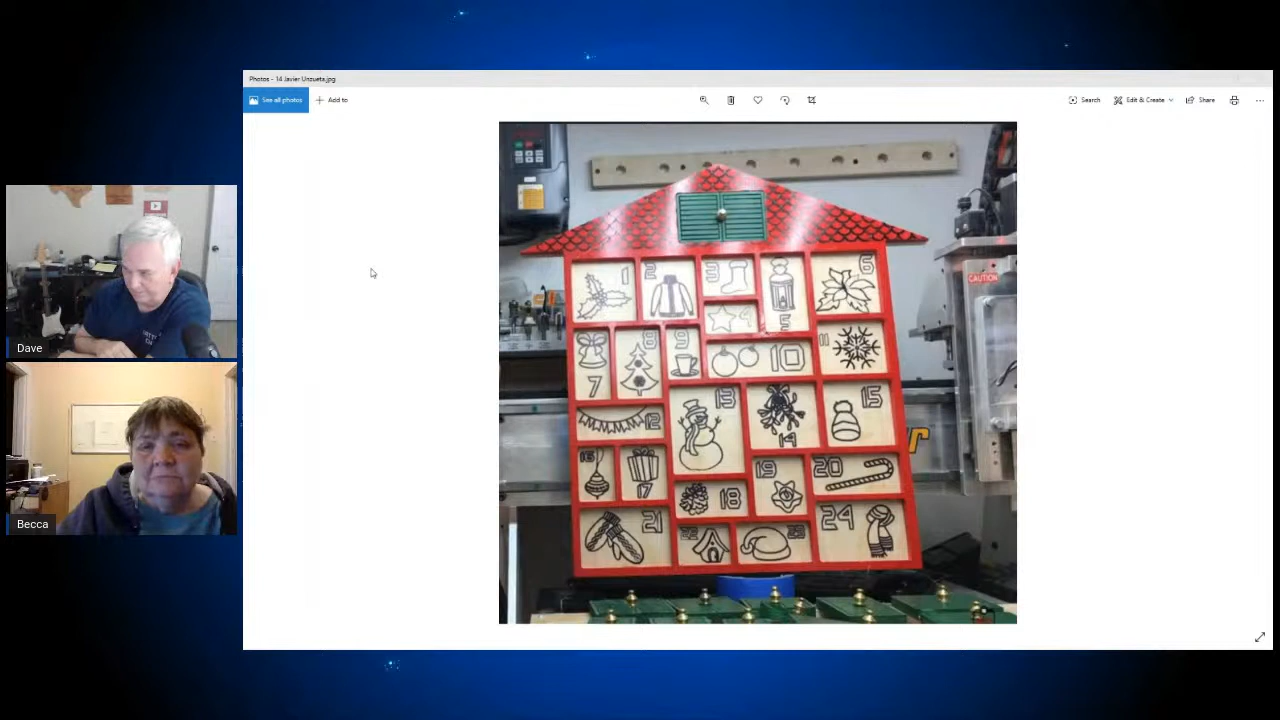 Photos - 14 Javier Unzueta.jpg
See all photos
Add to
Search
Edit & Create
Share
Dave
Becca
CAUTION
1
2
3
4
5
6
7
8
9
10
11
12
13
14
15
16
17
18
19
20
21
22
23
24